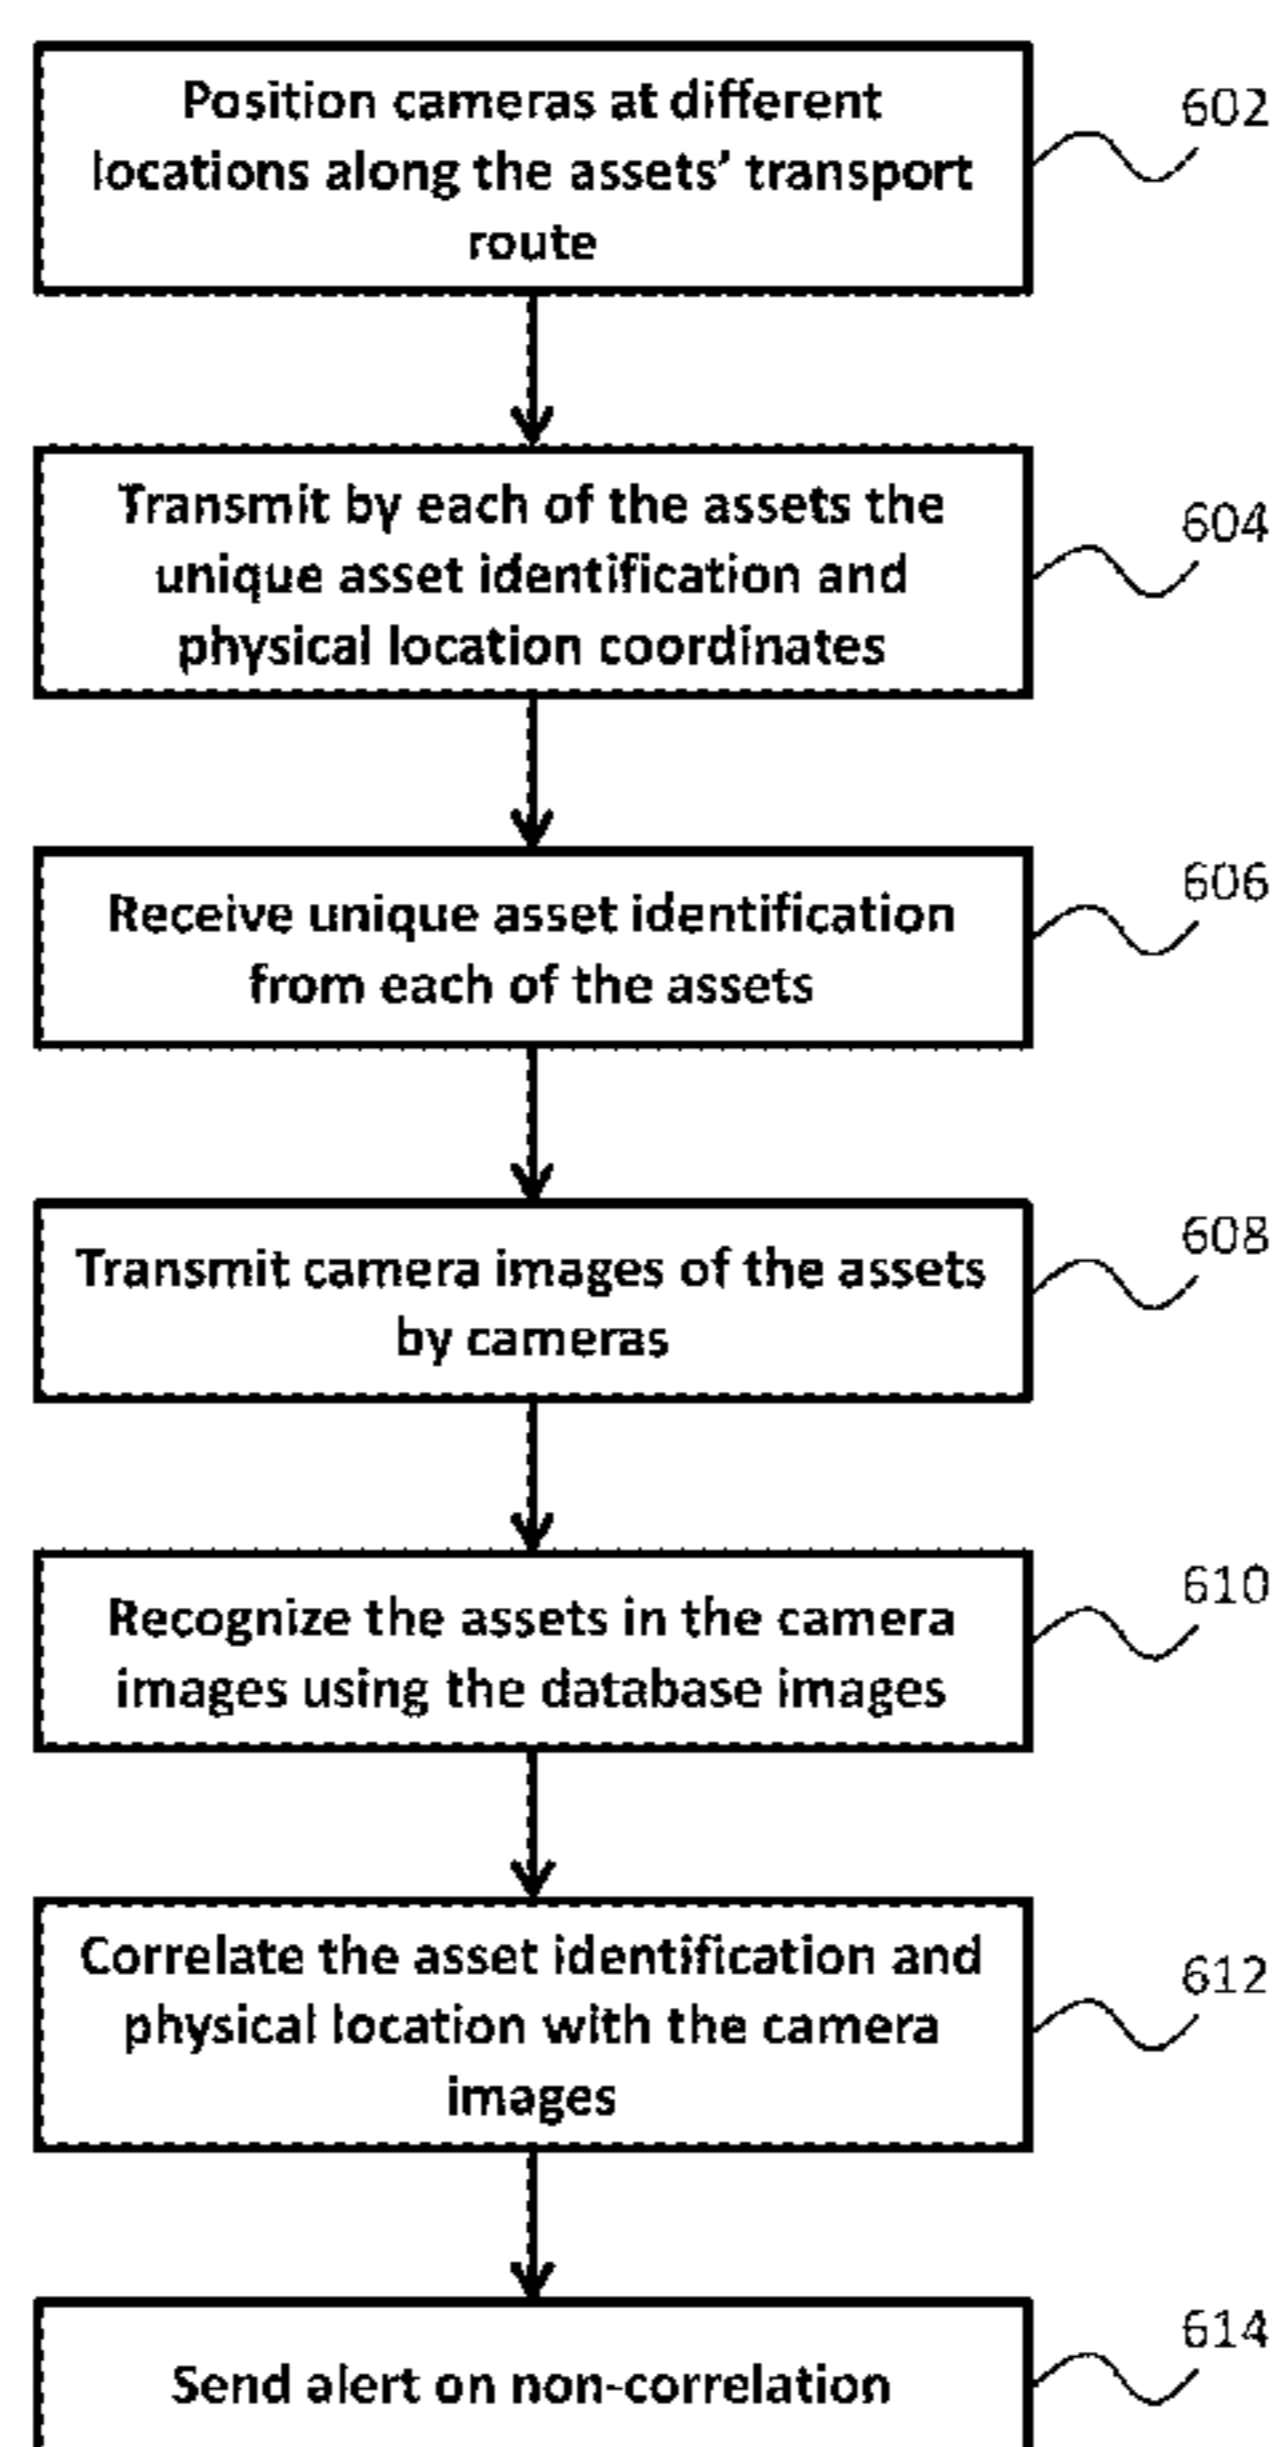 Position cameras at different
locations along the assets' transport
route
602
Transmit by each of the assets the
unique asset identification and
physical location coordinates
604
Receive unique asset identification
from each of the assets
606
Transmit camera images of the assets
by cameras
608
Recognize the assets in the camera
images using the database images
610
Correlate the asset identification and
physical location with the camera
images
612
Send alert on non-correlation
614